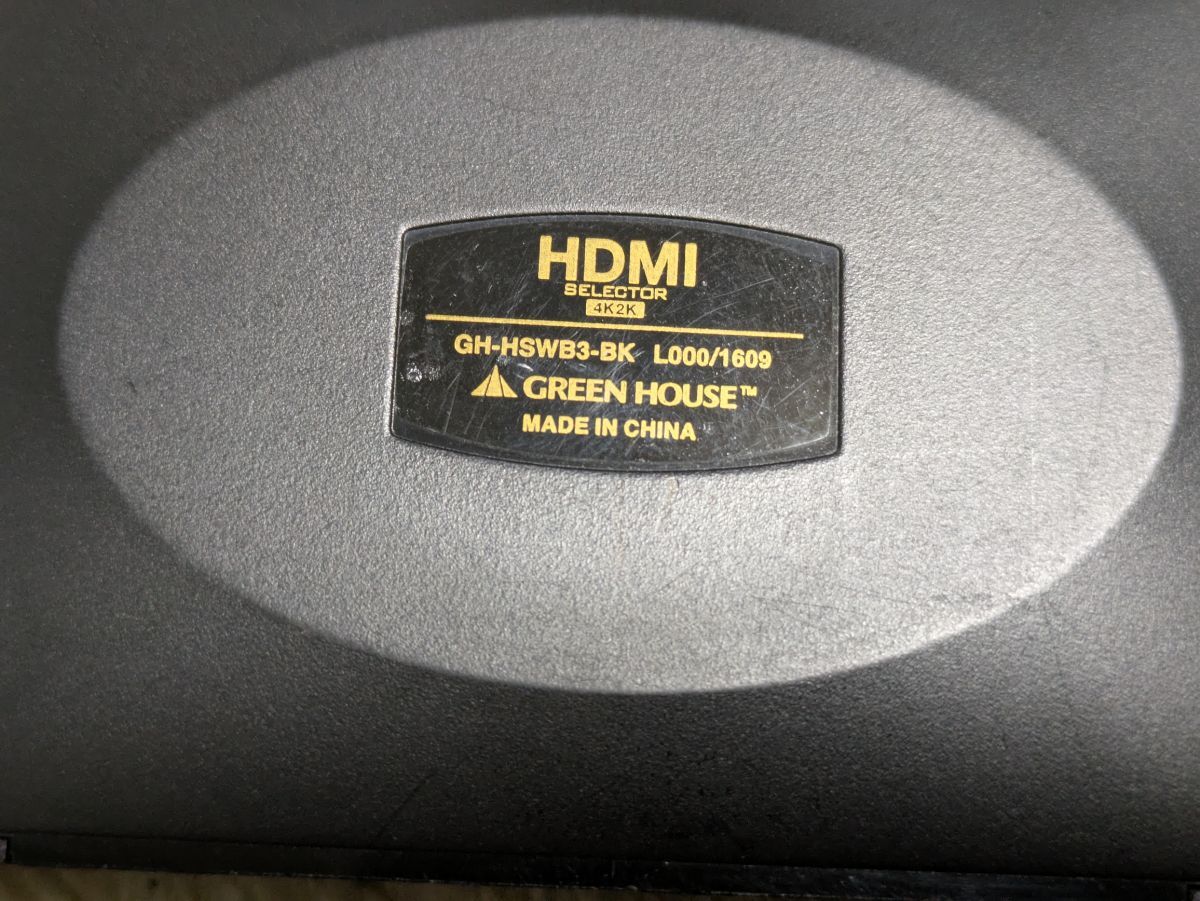 HDMI
SELECTOR
4K2K
GH-HSWB3-BK L000/1609
GREEN HOUSE™
MADE IN CHINA